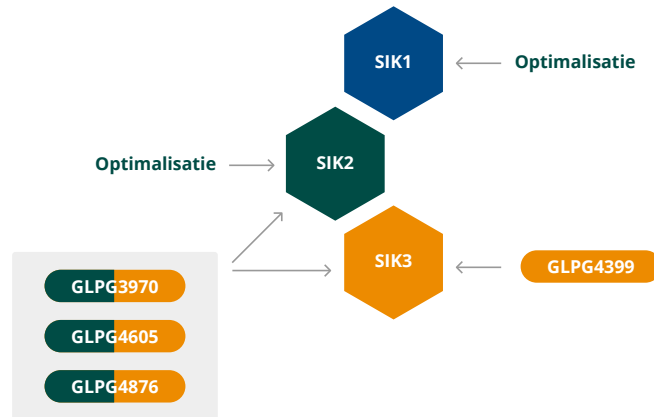 SIK1
Optimalisatie
Optimalisatie
SIK2
SIK3
GLPG4399
GLPG3970
GLPG4605
GLPG4876